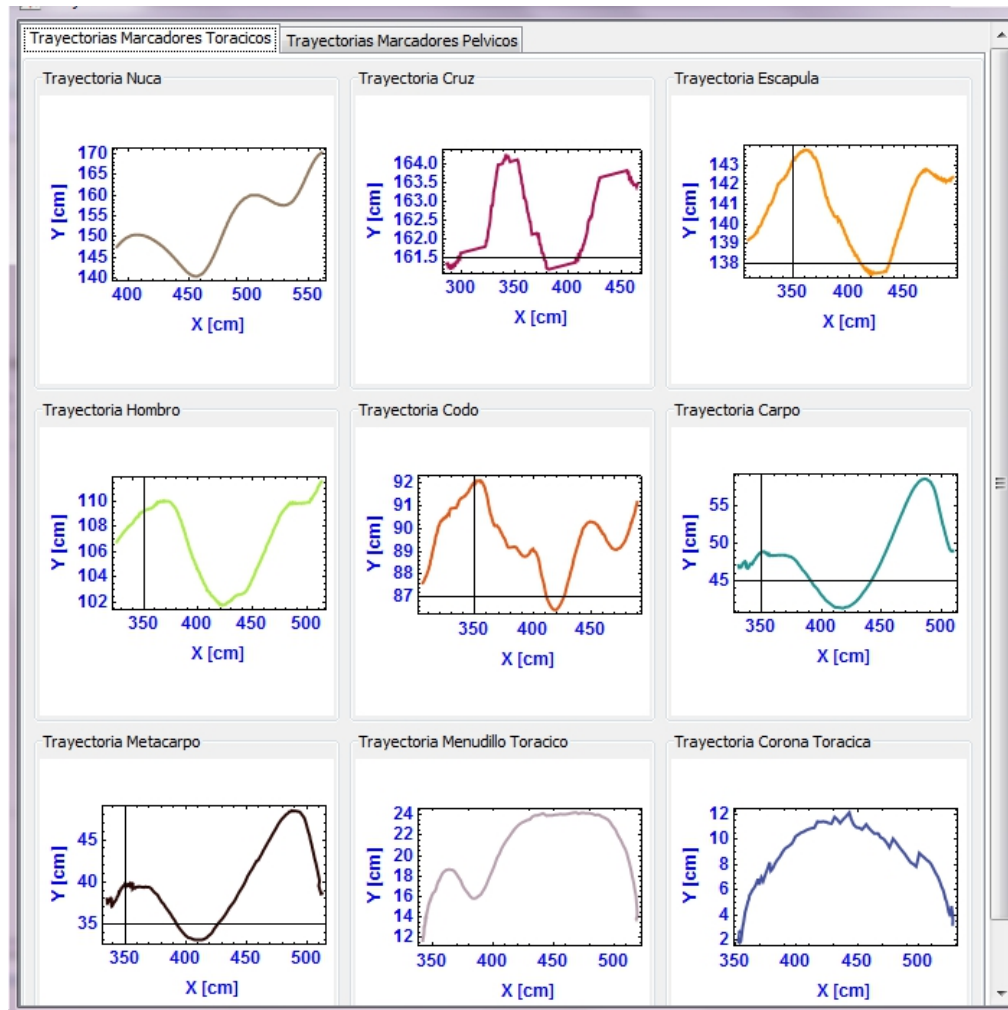 Trayectorias Marcadores Toracicos Trayectorias Marcadores Pelvicos
Trayectoria Nuca
170
165
160
155
150
145
140
Y [cm]
400 450 500 550
X [cm]
Trayectoria Cruz
164.0
163.5
163.0
162.5
162.0
161.5
Y [cm]
300 350 400 450
X [cm]
Trayectoria Escapula
143
142
141
140
139
138
Y [cm]
350 400 450
X [cm]
Trayectoria Hombro
110
108
106
104
102
Y [cm]
350 400 450 500
X [cm]
Trayectoria Codo
92
91
90
89
88
87
Y [cm]
350 400 450
X [cm]
Trayectoria Carpo
55
50
45
Y [cm]
350 400 450 500
X [cm]
Trayectoria Metacarpo
45
40
35
Y [cm]
350 400 450 500
X [cm]
Trayectoria Menudillo Toracico
24
22
20
18
16
14
12
Y [cm]
350 400 450 500
X [cm]
Trayectoria Corona Toracica
12
10
8
6
4
2
Y [cm]
350 400 450 500
X [cm]